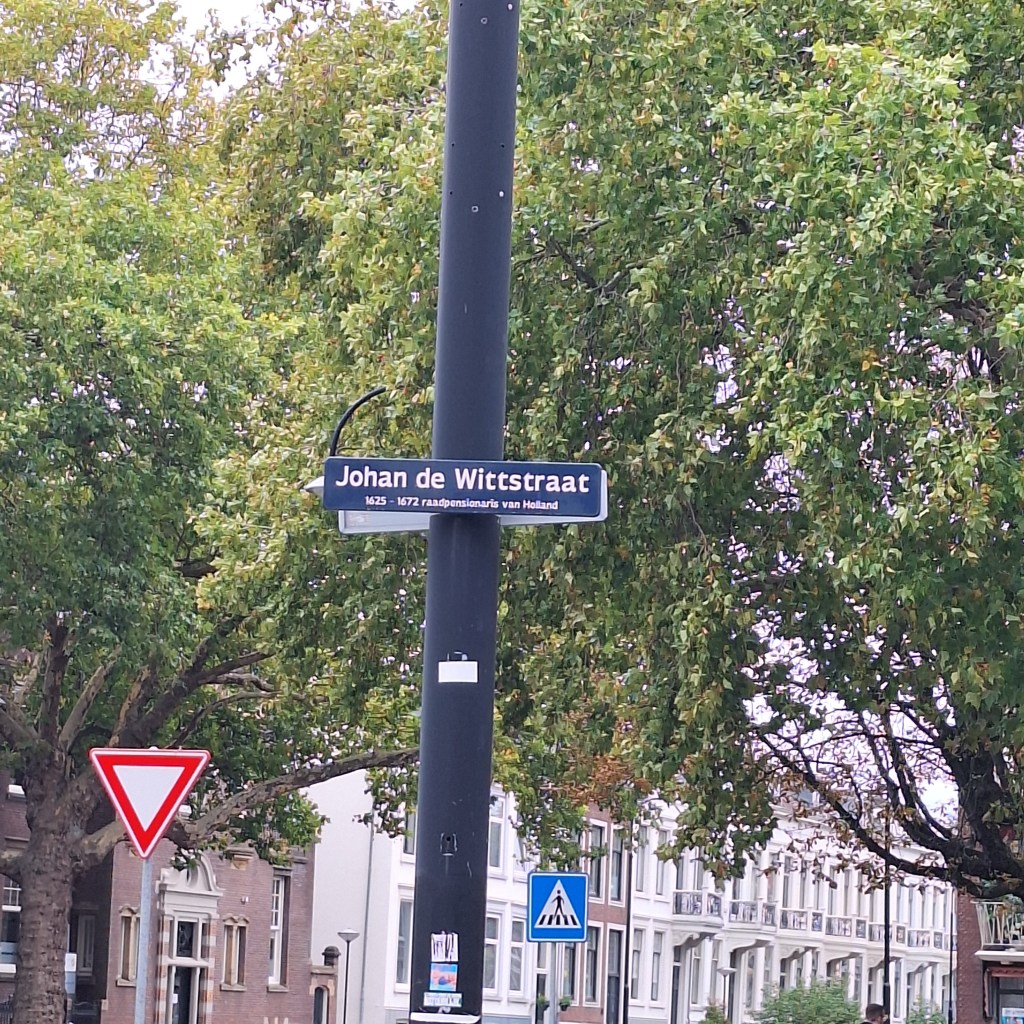 Johan de Wittstraat
1625 - 1672 raadpensionaris van Holland